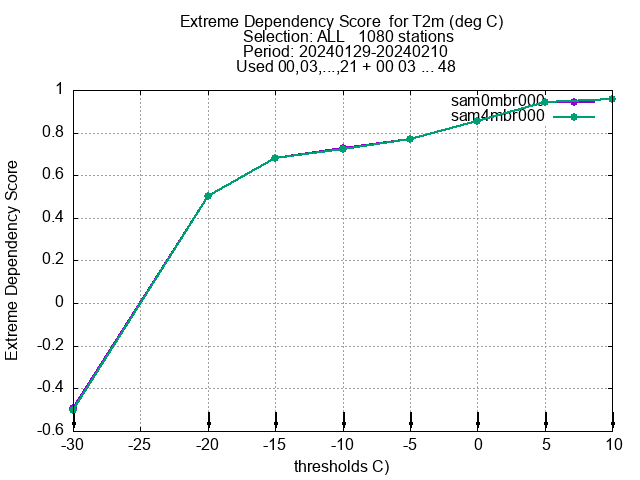 Extreme Dependency Score  for T2m (deg C)
Selection: ALL   1080 stations
Period: 20240129-20240210
Used 00,03,...,21 + 00 03 ... 48
sam0mbr000
sam4mbr000
Extreme Dependency Score
1
0.8
0.6
0.4
0.2
0
-0.2
-0.4
-0.6
-30 -25 -20 -15 -10 -5 0 5 10
thresholds C)